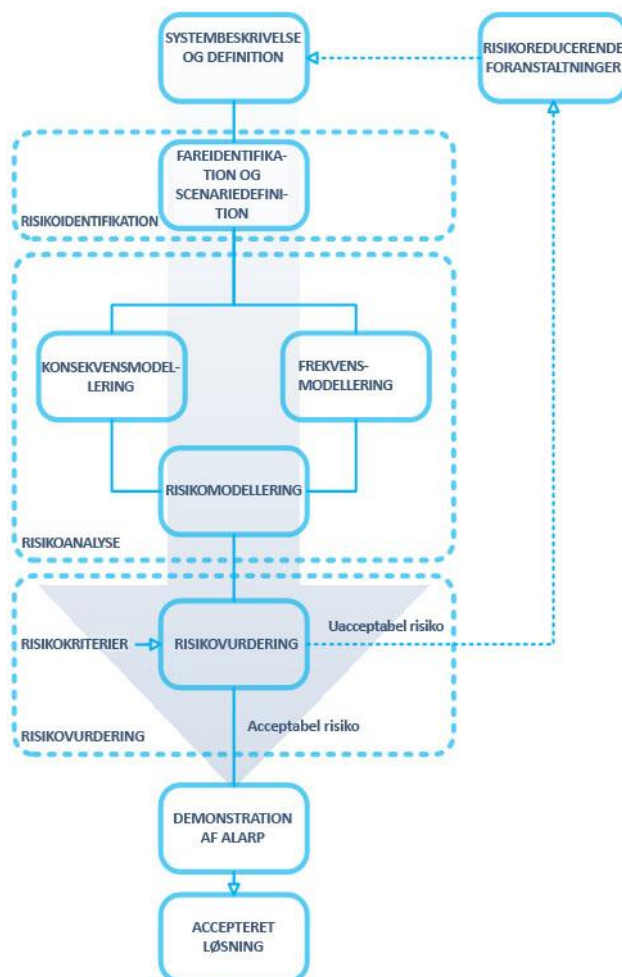 SYSTEMBESKRIVELSE
OG DEFINITION
RISIKOREDUCERENDE
FORANSTALTNINGER
FAREIDENTIFIKA-
TION OG
SCENARIEDEFINI-
TION
RISIKOIDENTIFIKATION
KONSEKVENSMODEL-
LERING
FREKVENS-
MODELLERING
RISIKOMODELLERING
RISIKOANALYSE
RISIKOKRITERIER
RISIKOVURDERING
Uacceptabel risiko
RISIKOVURDERING
Acceptabel risiko
DEMONSTRATION
AF ALARP
ACCEPTERET
LØSNING